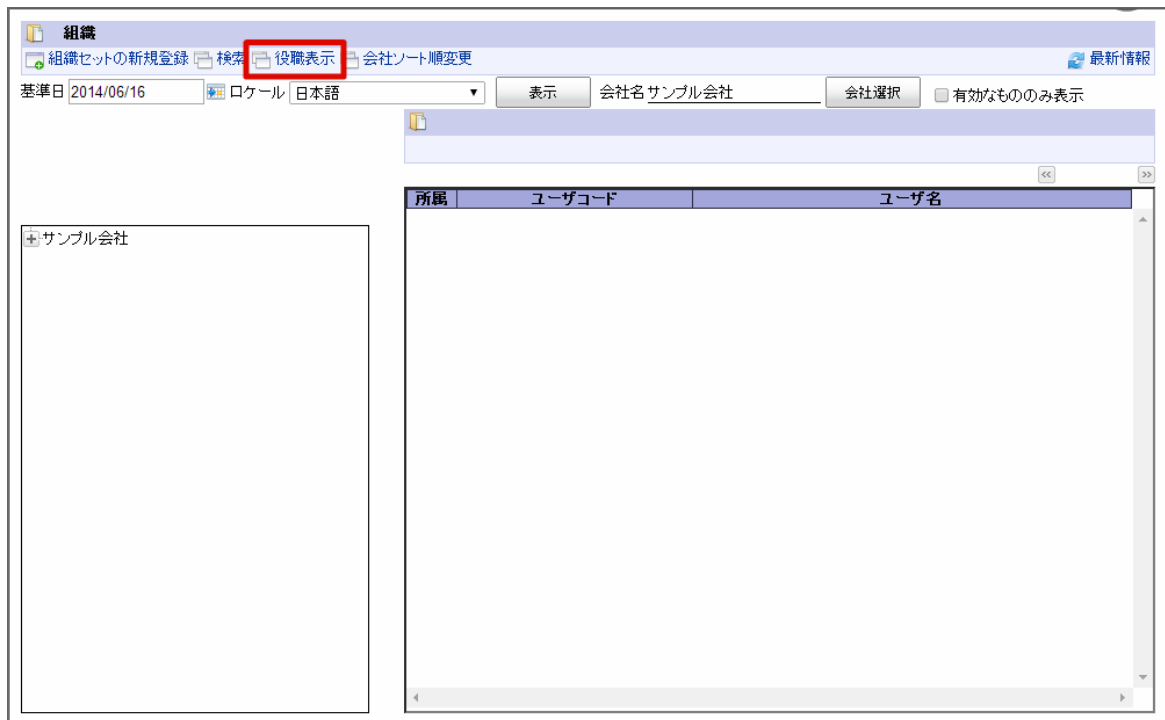 組織
組織セットの新規登録 検索 役職表示 会社ソート順変更 最新情報
基準日 2014/06/16 ロケール 日本語 表示 会社名 サンプル会社 会社選択 有効なもののみ表示
所属 ユーザコード ユーザ名
サンプル会社